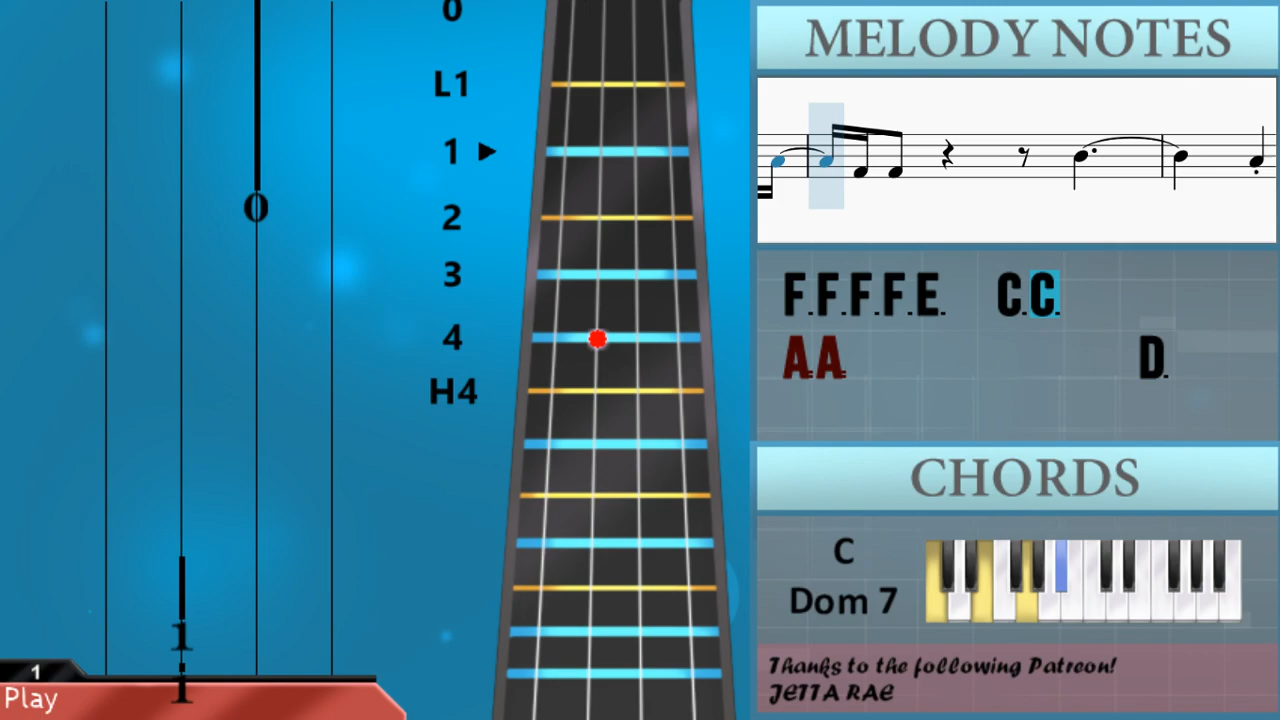 0
L1
1
2
3
4
H4
0
1
1
1
Play
MELODY NOTES
F.F.F.F.E. C.C.
A.A. D.
CHORDS
C
Dom 7
Thanks to the following Patreon!
JETTA RAE